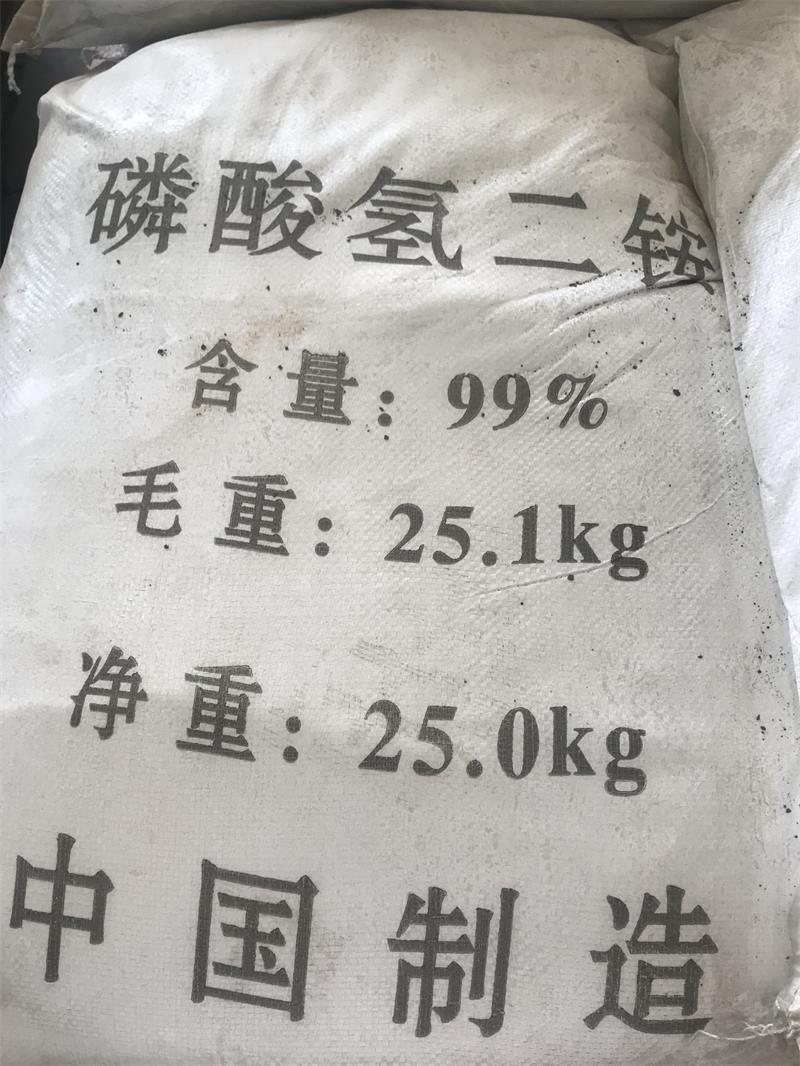 磷酸氢二铵
含量：99%
毛重：25.1kg
净重：25.0kg
中国制造